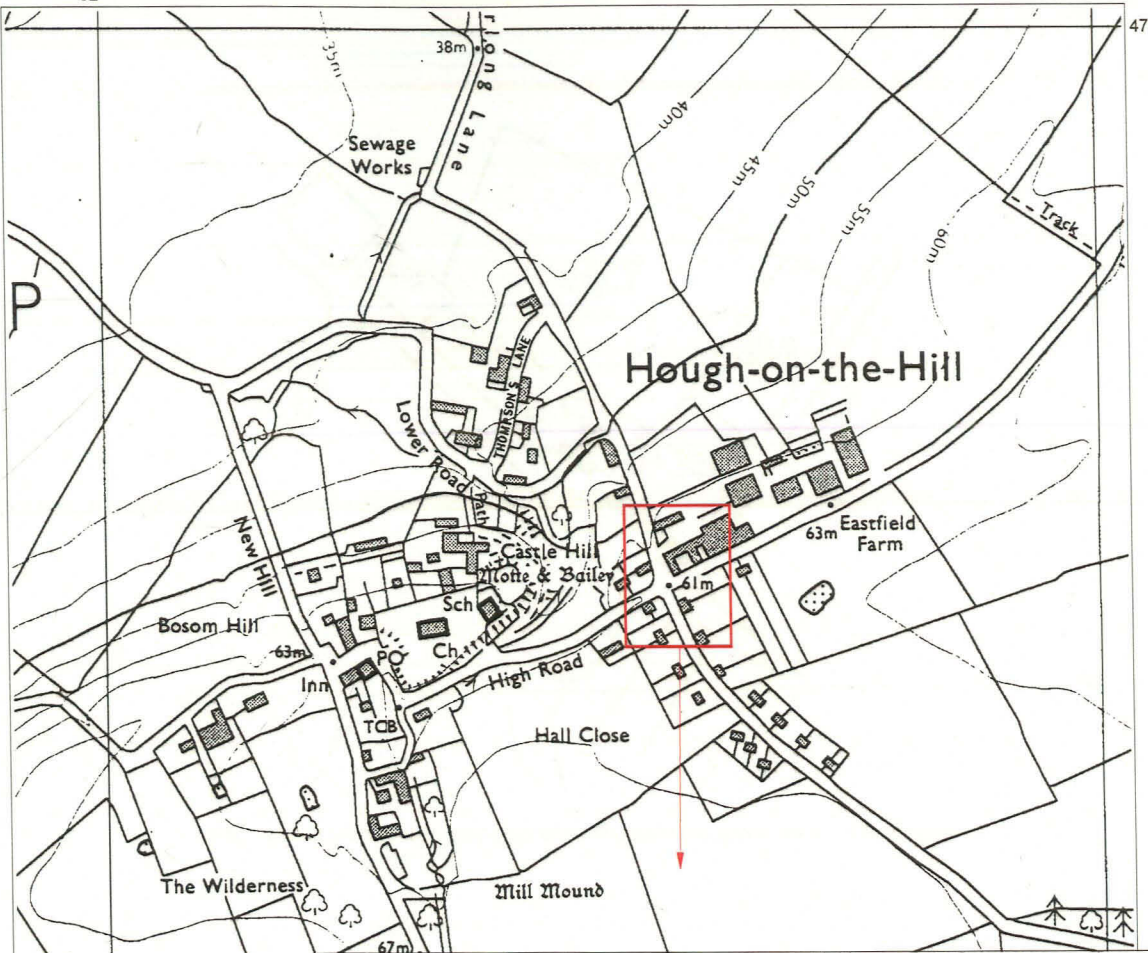 47
38m
35m
rlong Lane
Sewage
Works
40m
45m
50m
55m
60m
Track
P
Hough-on-the-Hill
THOMPSON'S LANE
Lower Road
Path
New Hill
Castle Hill
Motte & Bailey
63m
Eastfield
Farm
61m
Sch
Bosom Hill
Ch
63m
PO
Inn
High Road
TCB
Hall Close
The Wilderness
Mill Mound
67m